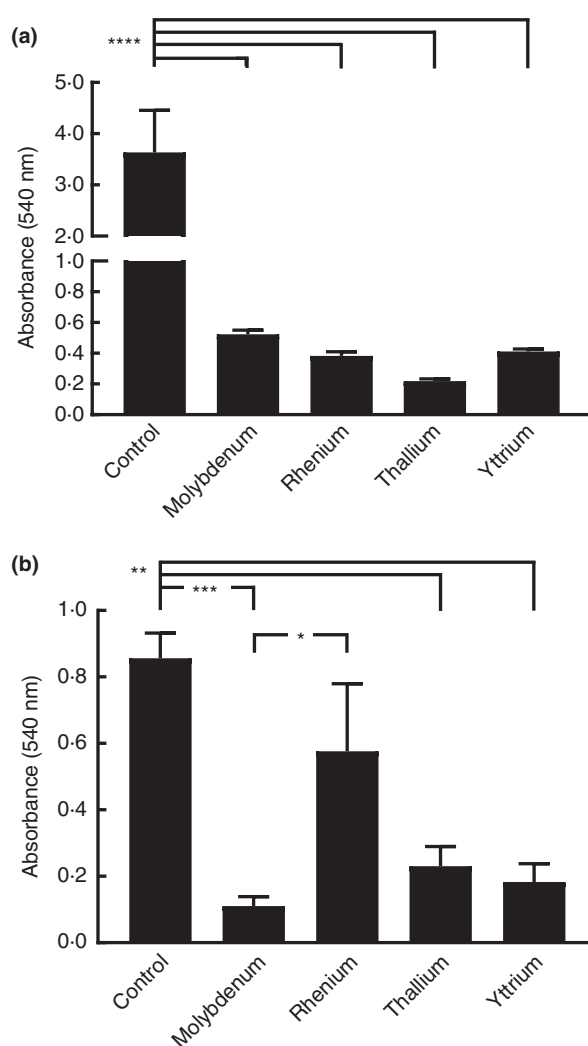 (a)
****
Absorbance (540 nm)
5·0
4·0
3·0
2·0
1·0
0·8
0·6
0·4
0·2
0·0
Control
Molybdenum
Rhenium
Thallium
Yttrium
(b)
**
***
*
Absorbance (540 nm)
1·0
0·8
0·6
0·4
0·2
0·0
Control
Molybdenum
Rhenium
Thallium
Yttrium